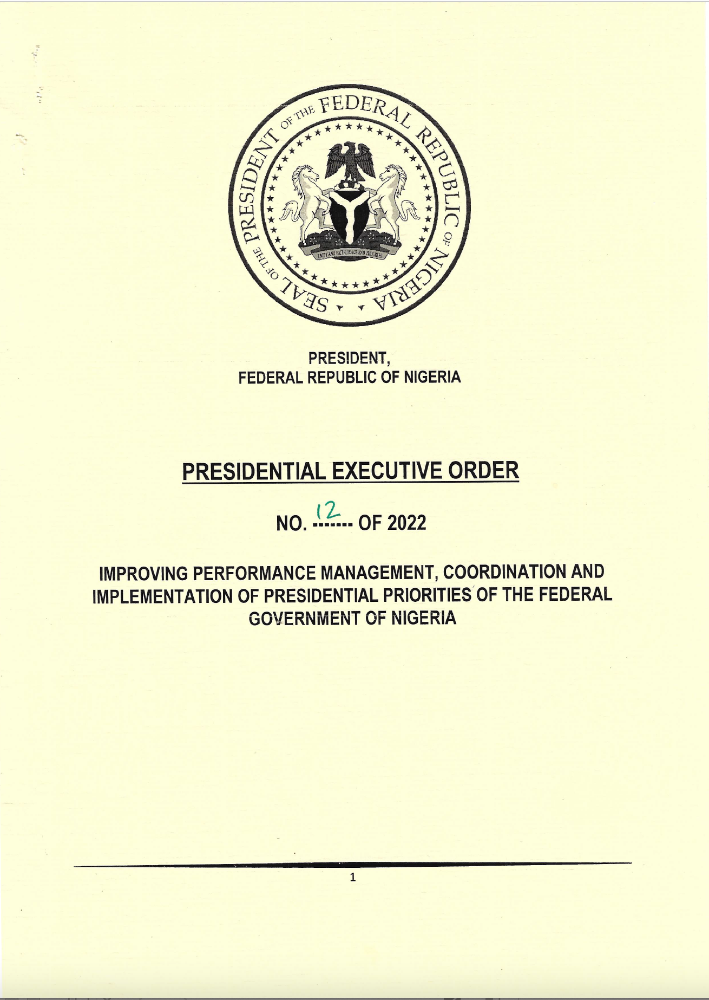 SEAL OF THE PRESIDENT OF THE FEDERAL REPUBLIC OF NIGERIA
UNITY AND FAITH, PEACE AND PROGRESS
PRESIDENT,
FEDERAL REPUBLIC OF NIGERIA
PRESIDENTIAL EXECUTIVE ORDER
NO. 12 OF 2022
IMPROVING PERFORMANCE MANAGEMENT, COORDINATION AND
IMPLEMENTATION OF PRESIDENTIAL PRIORITIES OF THE FEDERAL
GOVERNMENT OF NIGERIA
1